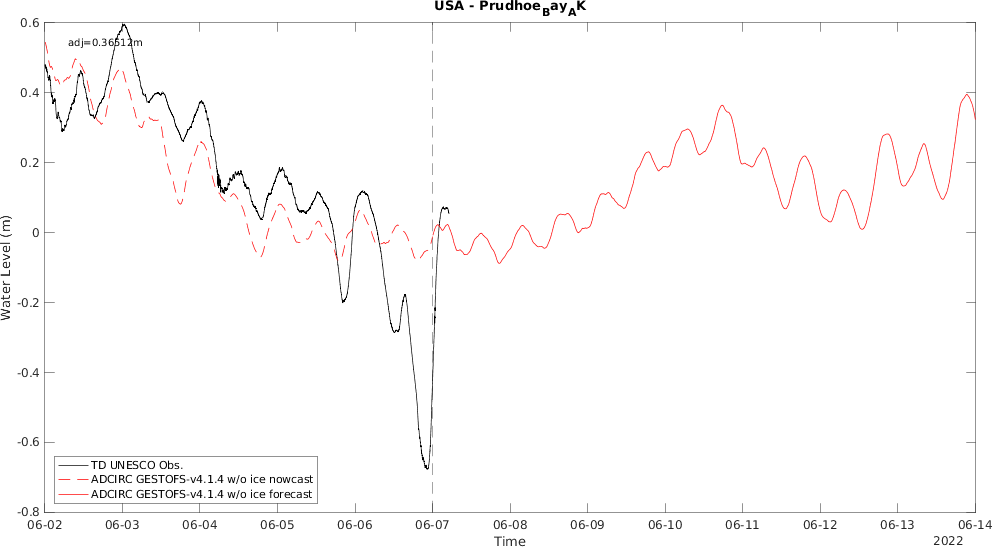 USA - Prudhoe_Bay_AK
0.6
adj=0.36512m
0.4
0.2
0
-0.2
-0.4
-0.6
-0.8
Water Level (m)
TD UNESCO Obs.
ADCIRC GESTOFS-v4.1.4 w/o ice nowcast
ADCIRC GESTOFS-v4.1.4 w/o ice forecast
06-02 06-03 06-04 06-05 06-06 06-07 06-08 06-09 06-10 06-11 06-12 06-13 06-14
Time
2022